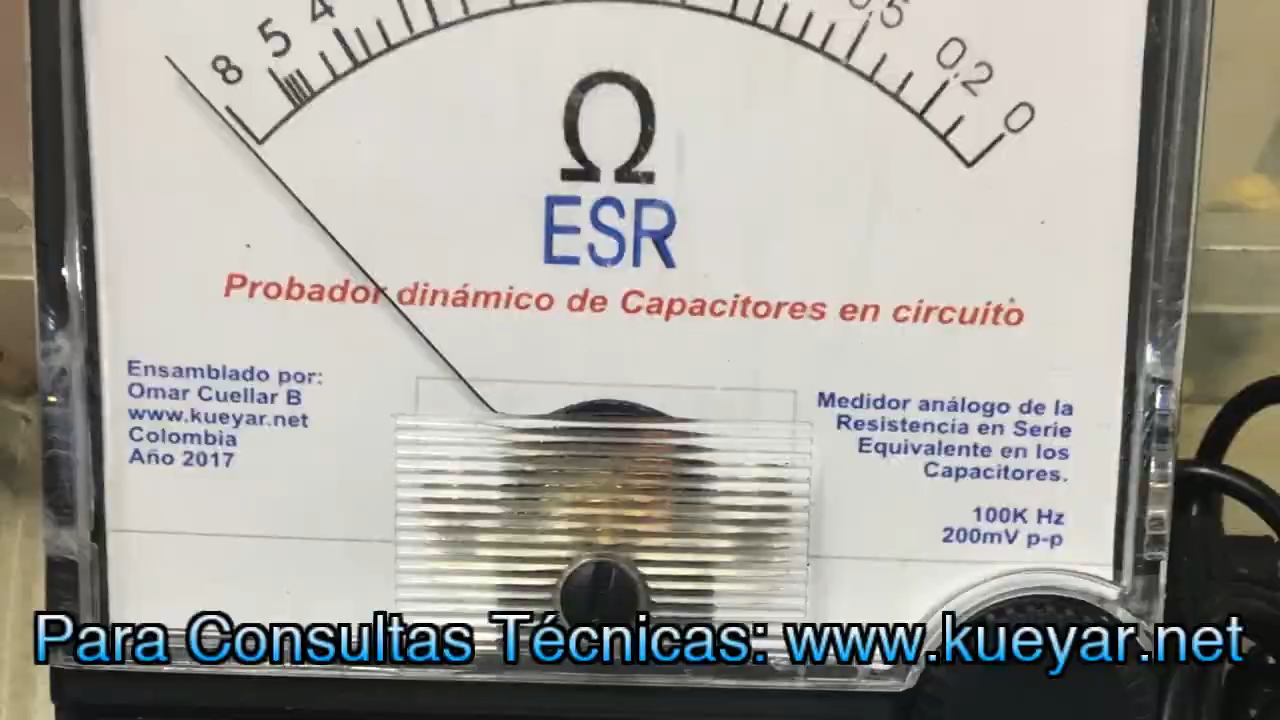 8 5 4 0.5 0.2 0
Ω
ESR
Probador dinámico de Capacitores en circuito
Ensamblado por:
Omar Cuellar B
www.kueyar.net
Colombia
Año 2017
Medidor análogo de la
Resistencia en Serie
Equivalente en los
Capacitores.
100K Hz
200mV p-p
Para Consultas Técnicas: www.kueyar.net